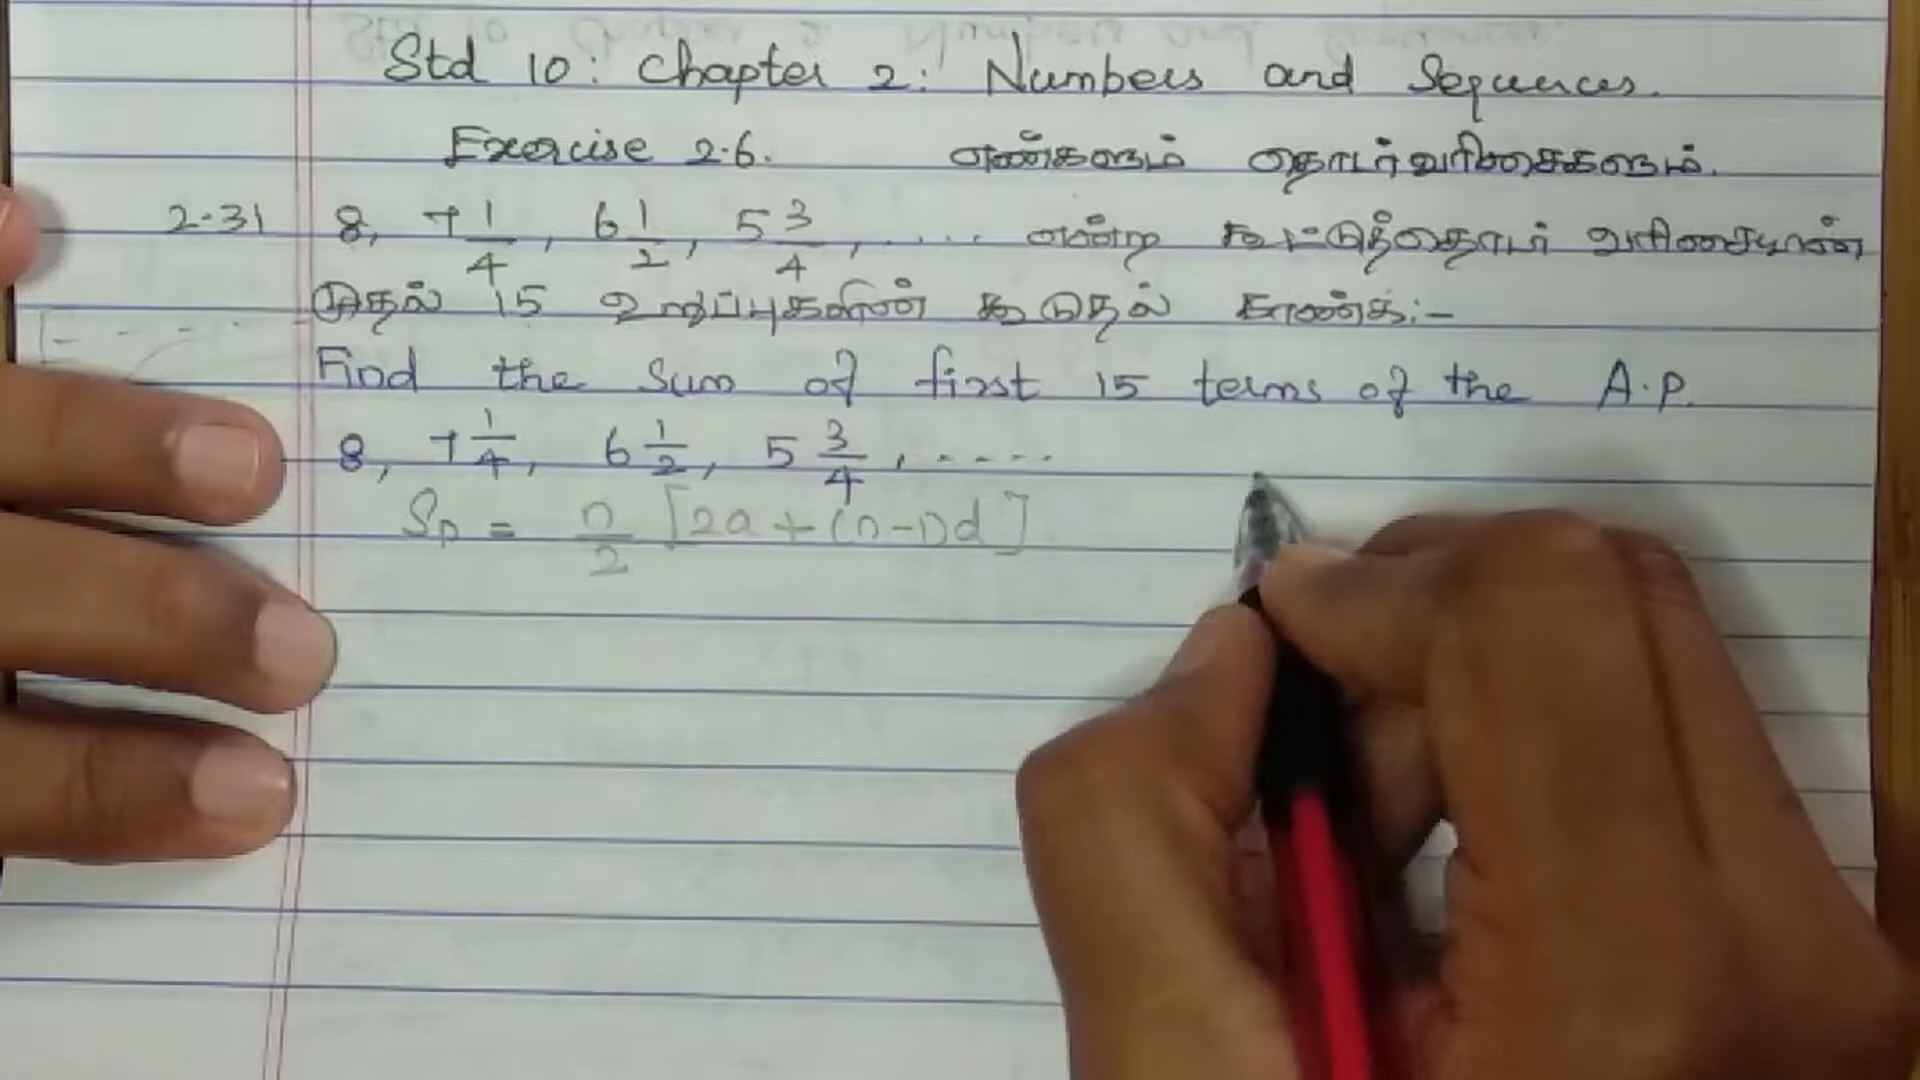 Std 10: Chapter 2: Numbers and Sequences.
Exercise 2.6. எண்களும் தொடர்வரிசைகளும்.
2.31 8, 7 1/4, 6 1/2, 5 3/4, .... என்ற கூட்டுத்தொடர் வரிசையின்
முதல் 15 உறுப்புகளின் கூடுதல் காண்க:-
Find the Sum of first 15 terms of the A.P.
8, 7 1/4, 6 1/2, 5 3/4, .....
Sn = n/2 [2a+(n-1)d]